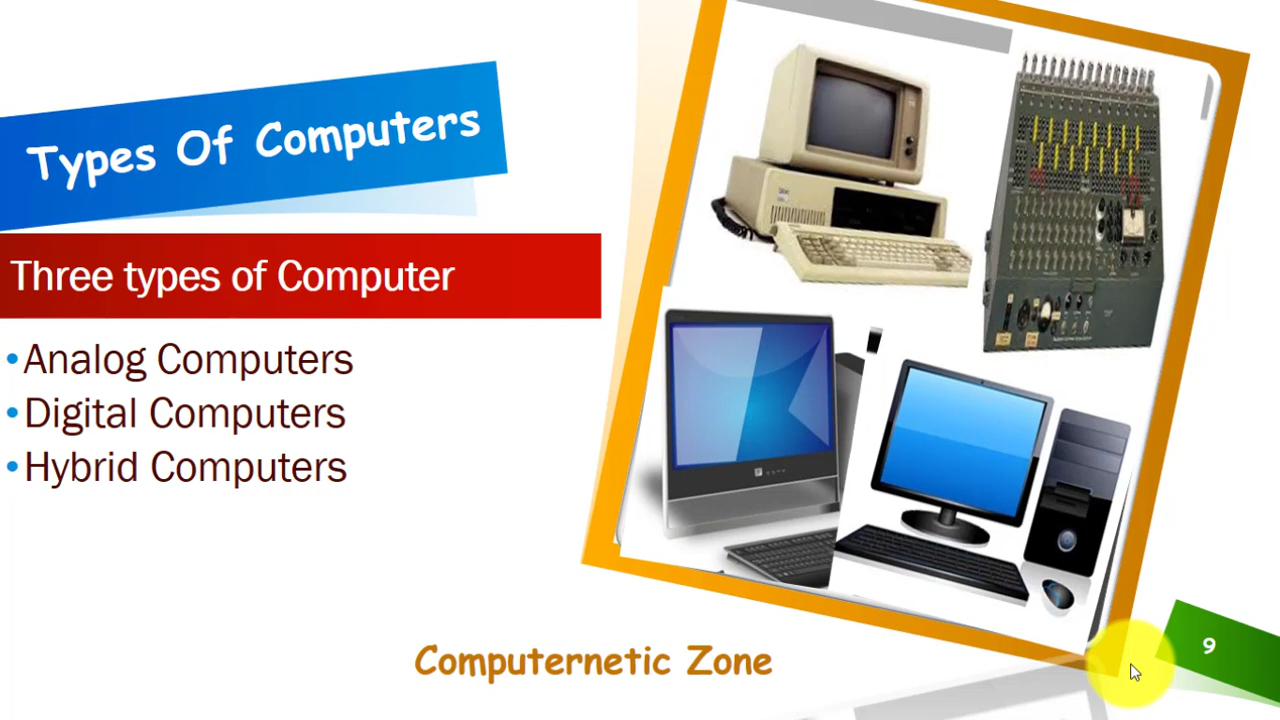 Types Of Computers
Three types of Computer
•Analog Computers
•Digital Computers
•Hybrid Computers
Computernetic Zone
9